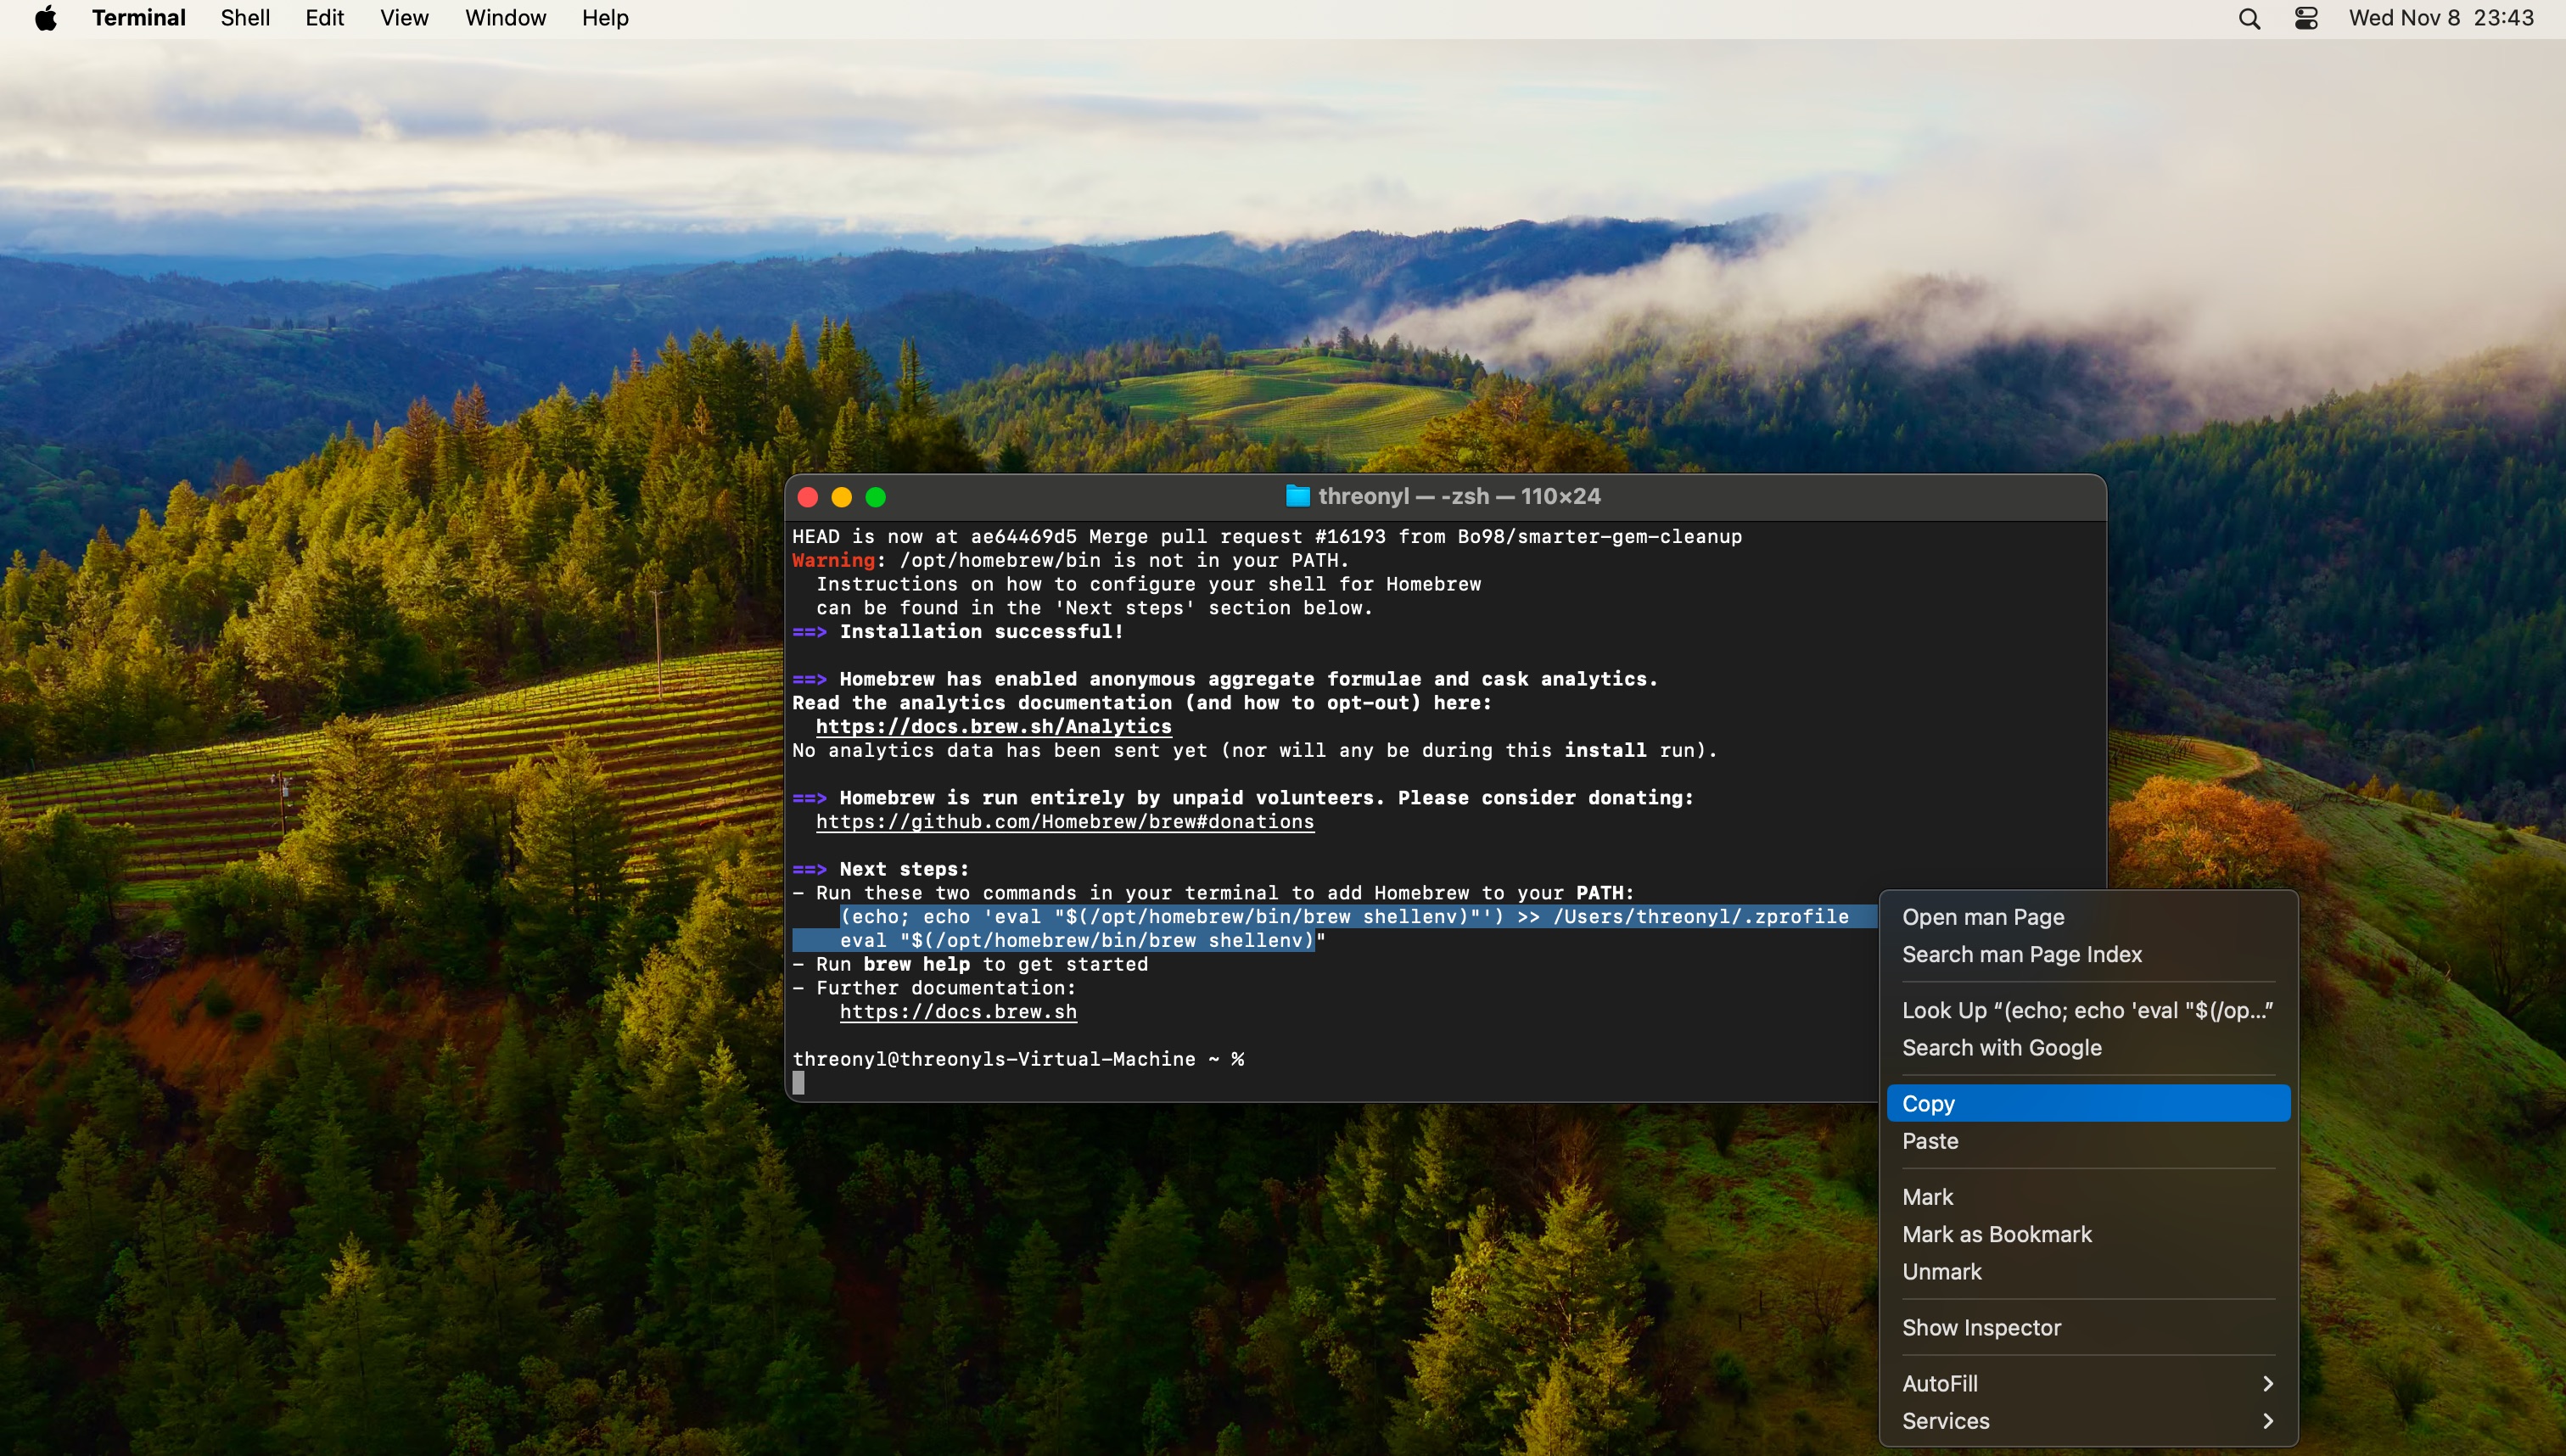 Terminal Shell Edit View Window Help Wed Nov 8 23:43
threonyl — -zsh — 110×24
HEAD is now at ae64469d5 Merge pull request #16193 from Bo98/smarter-gem-cleanup
Warning: /opt/homebrew/bin is not in your PATH.
  Instructions on how to configure your shell for Homebrew
  can be found in the 'Next steps' section below.
==> Installation successful!
==> Homebrew has enabled anonymous aggregate formulae and cask analytics.
Read the analytics documentation (and how to opt-out) here:
  https://docs.brew.sh/Analytics
No analytics data has been sent yet (nor will any be during this install run).
==> Homebrew is run entirely by unpaid volunteers. Please consider donating:
  https://github.com/Homebrew/brew#donations
==> Next steps:
- Run these two commands in your terminal to add Homebrew to your PATH:
    (echo; echo 'eval "$(/opt/homebrew/bin/brew shellenv)"') >> /Users/threonyl/.zprofile
    eval "$(/opt/homebrew/bin/brew shellenv)"
- Run brew help to get started
- Further documentation:
    https://docs.brew.sh
threonyl@threonyls-Virtual-Machine ~ %
Open man Page
Search man Page Index
Look Up “(echo; echo 'eval "$(/op...”
Search with Google
Copy
Paste
Mark
Mark as Bookmark
Unmark
Show Inspector
AutoFill
Services